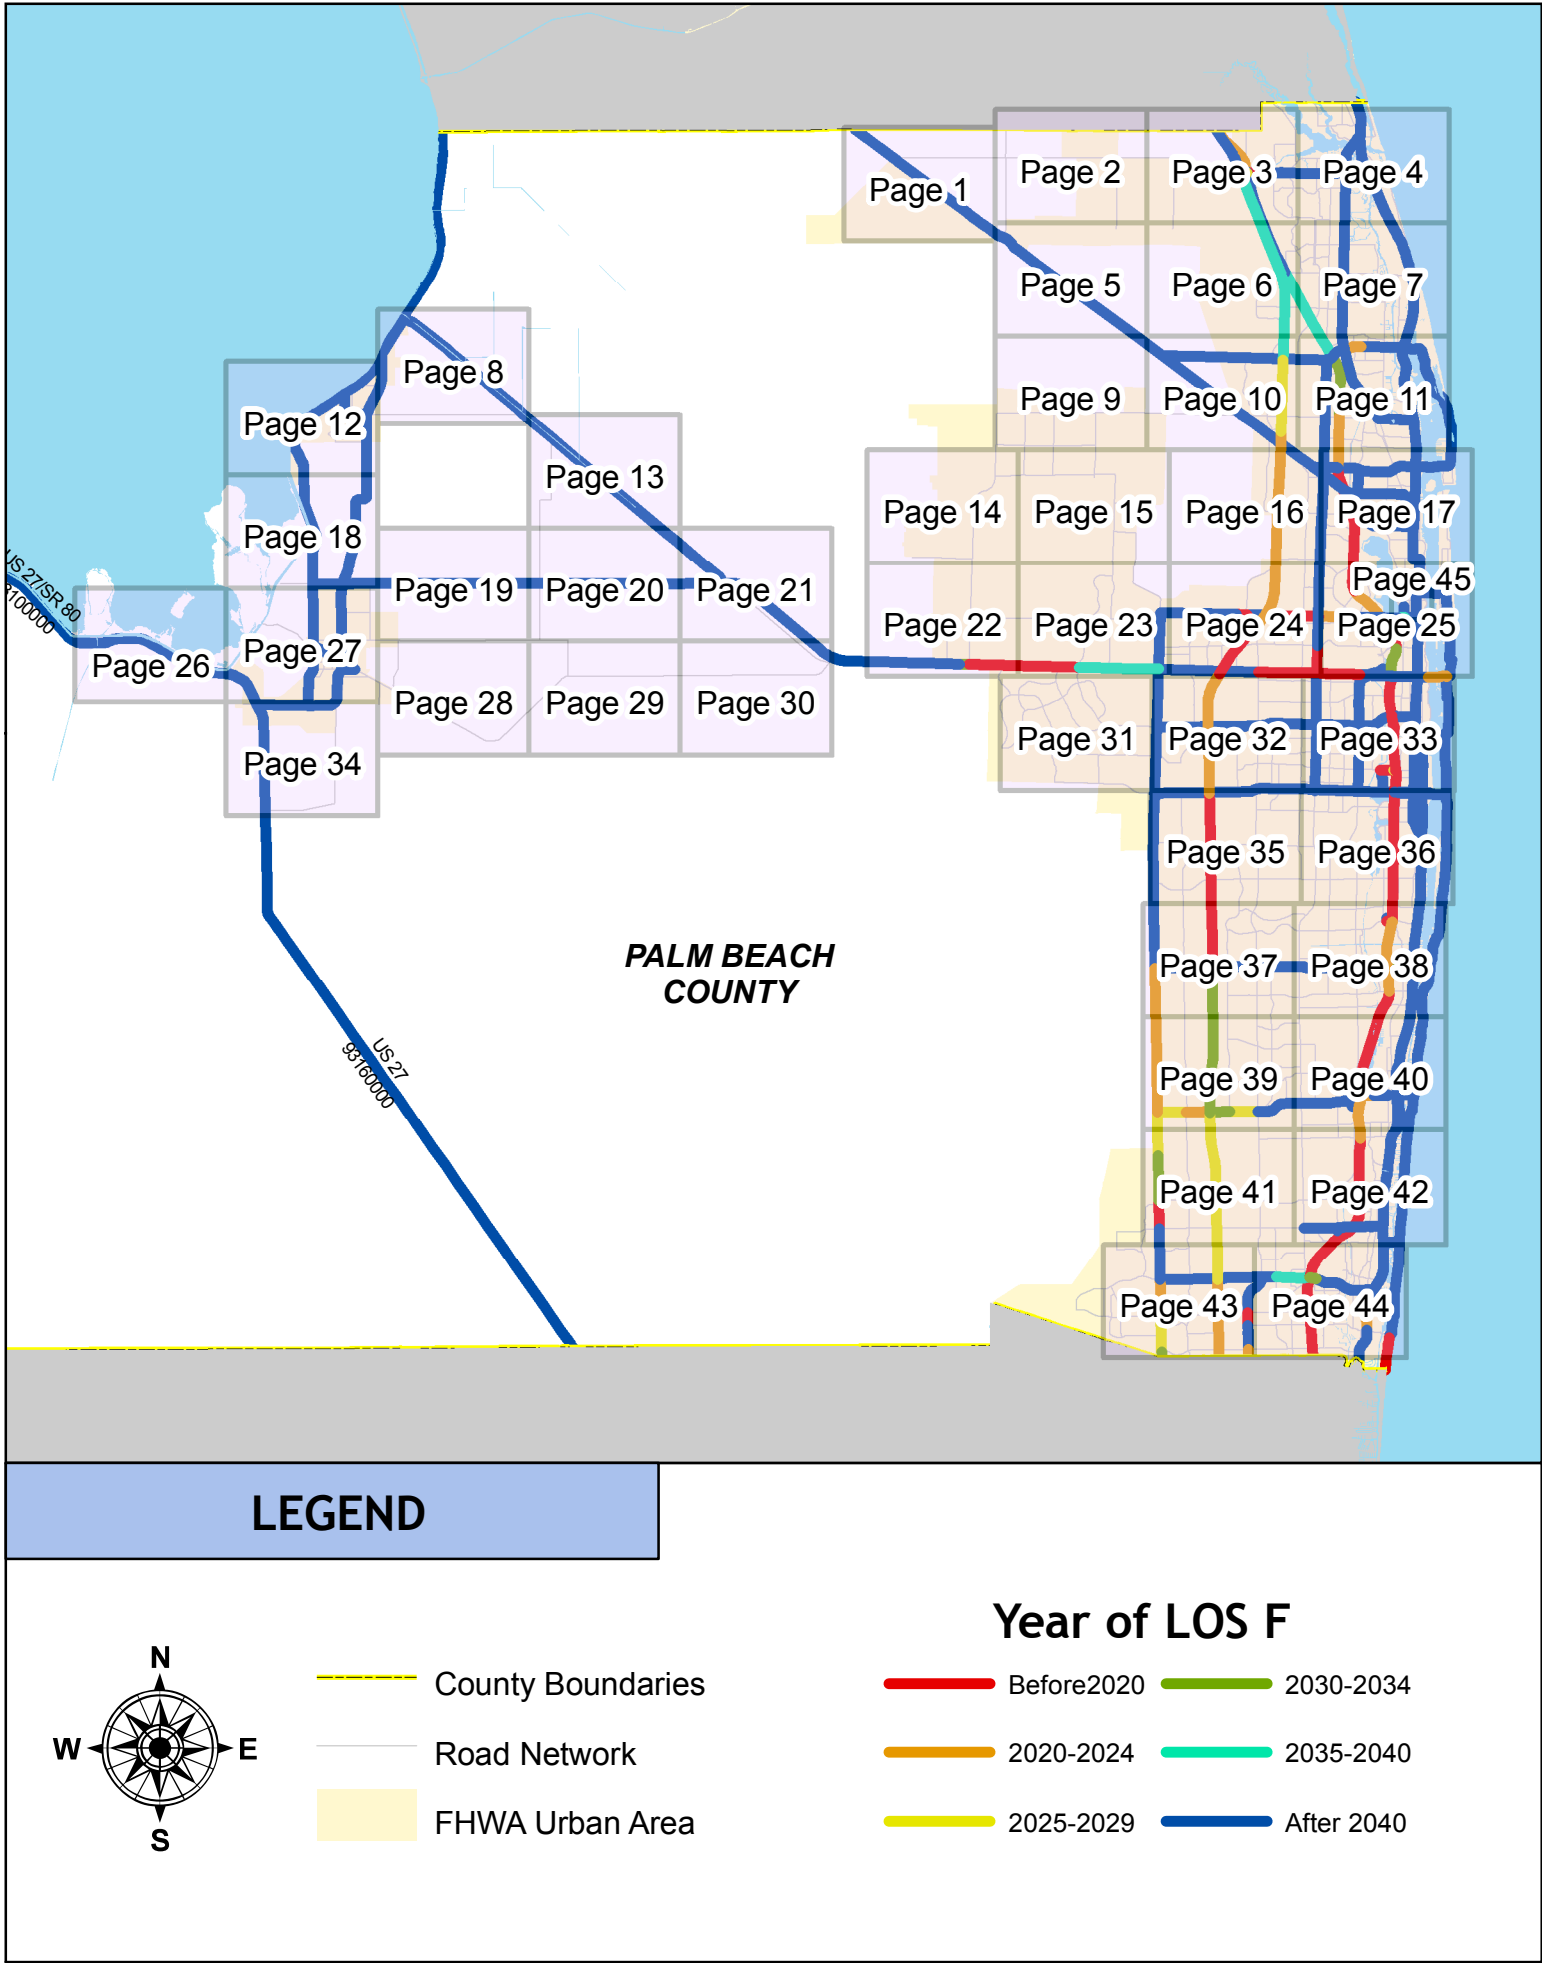 Page 1
Page 2
Page 3
Page 4
Page 5
Page 6
Page 7
Page 8
Page 9
Page 10
Page 11
Page 12
Page 13
Page 14
Page 15
Page 16
Page 17
Page 18
Page 45
Page 19
Page 20
Page 21
US 27/SR 80
Page 22
Page 23
Page 24
Page 25
Page 26
Page 27
Page 28
Page 29
Page 30
Page 31
Page 32
Page 33
Page 34
Page 35
Page 36
PALM BEACH
COUNTY
Page 37
Page 38
US 27
93160000
Page 39
Page 40
Page 41
Page 42
Page 43
Page 44
LEGEND
N
W
E
S
County Boundaries
Road Network
FHWA Urban Area
Year of LOS F
Before2020
2030-2034
2020-2024
2035-2040
2025-2029
After 2040